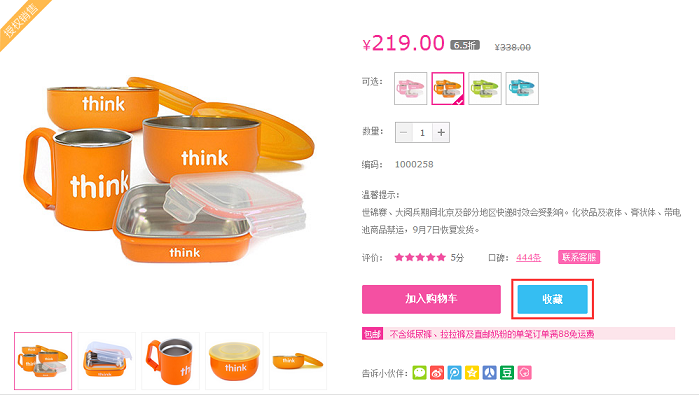 授权销售
¥219.00 6.5折 ¥338.00
可选:
think
think
think
think
数量: － 1 ＋
编码: 1000258
温馨提示:
世锦赛、大阅兵期间北京及部分地区快递时效会受影响。化妆品及液体、膏状体、带电
池商品禁运，9月7日恢复发货。
评价: 5分 口碑: 444条 联系客服
加入购物车 收藏
包邮 不含纸尿裤、拉拉裤及直邮奶粉的单笔订单满88免运费
告诉小伙伴: 豆